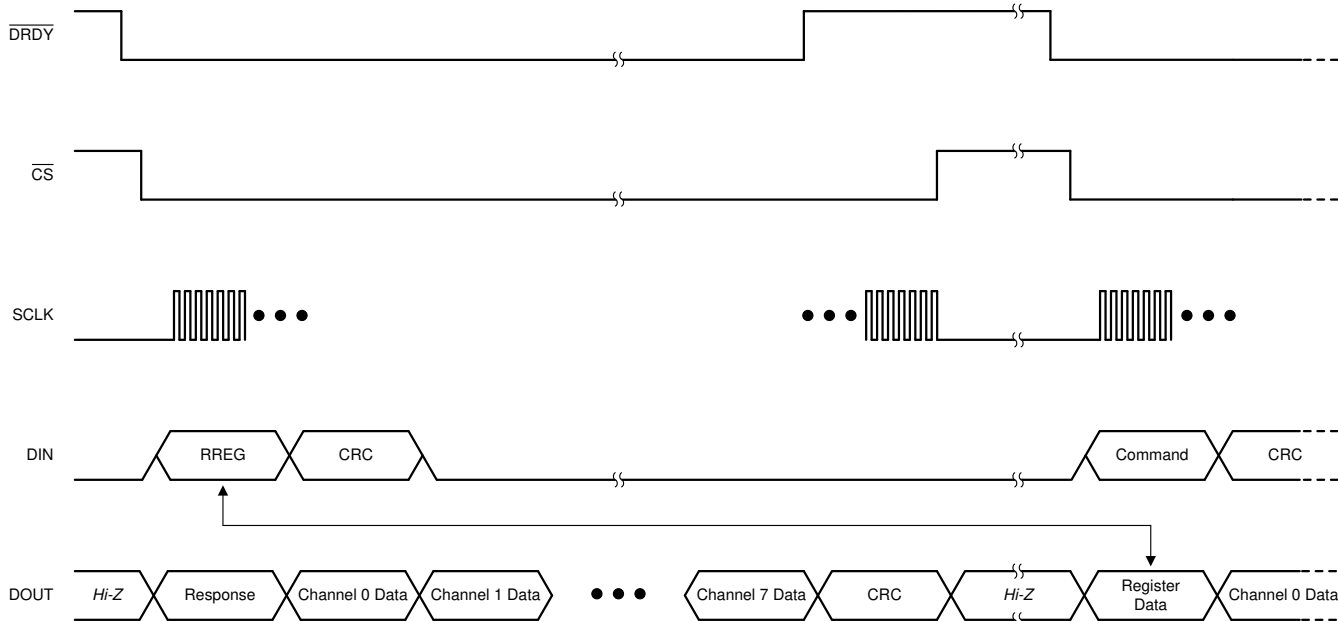 DRDY
CS
SCLK
DIN
RREG
CRC
Command
CRC
DOUT
Hi-Z
Response
Channel 0 Data
Channel 1 Data
Channel 7 Data
CRC
Hi-Z
Register
Data
Channel 0 Data